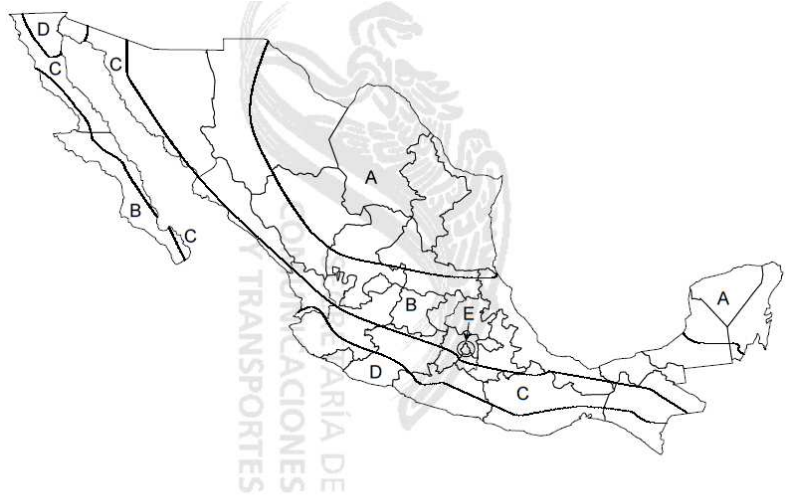 D
C
C
A
B
C
B
E
A
D
C
SECRETARÍA DE
COMUNICACIONES
Y TRANSPORTES